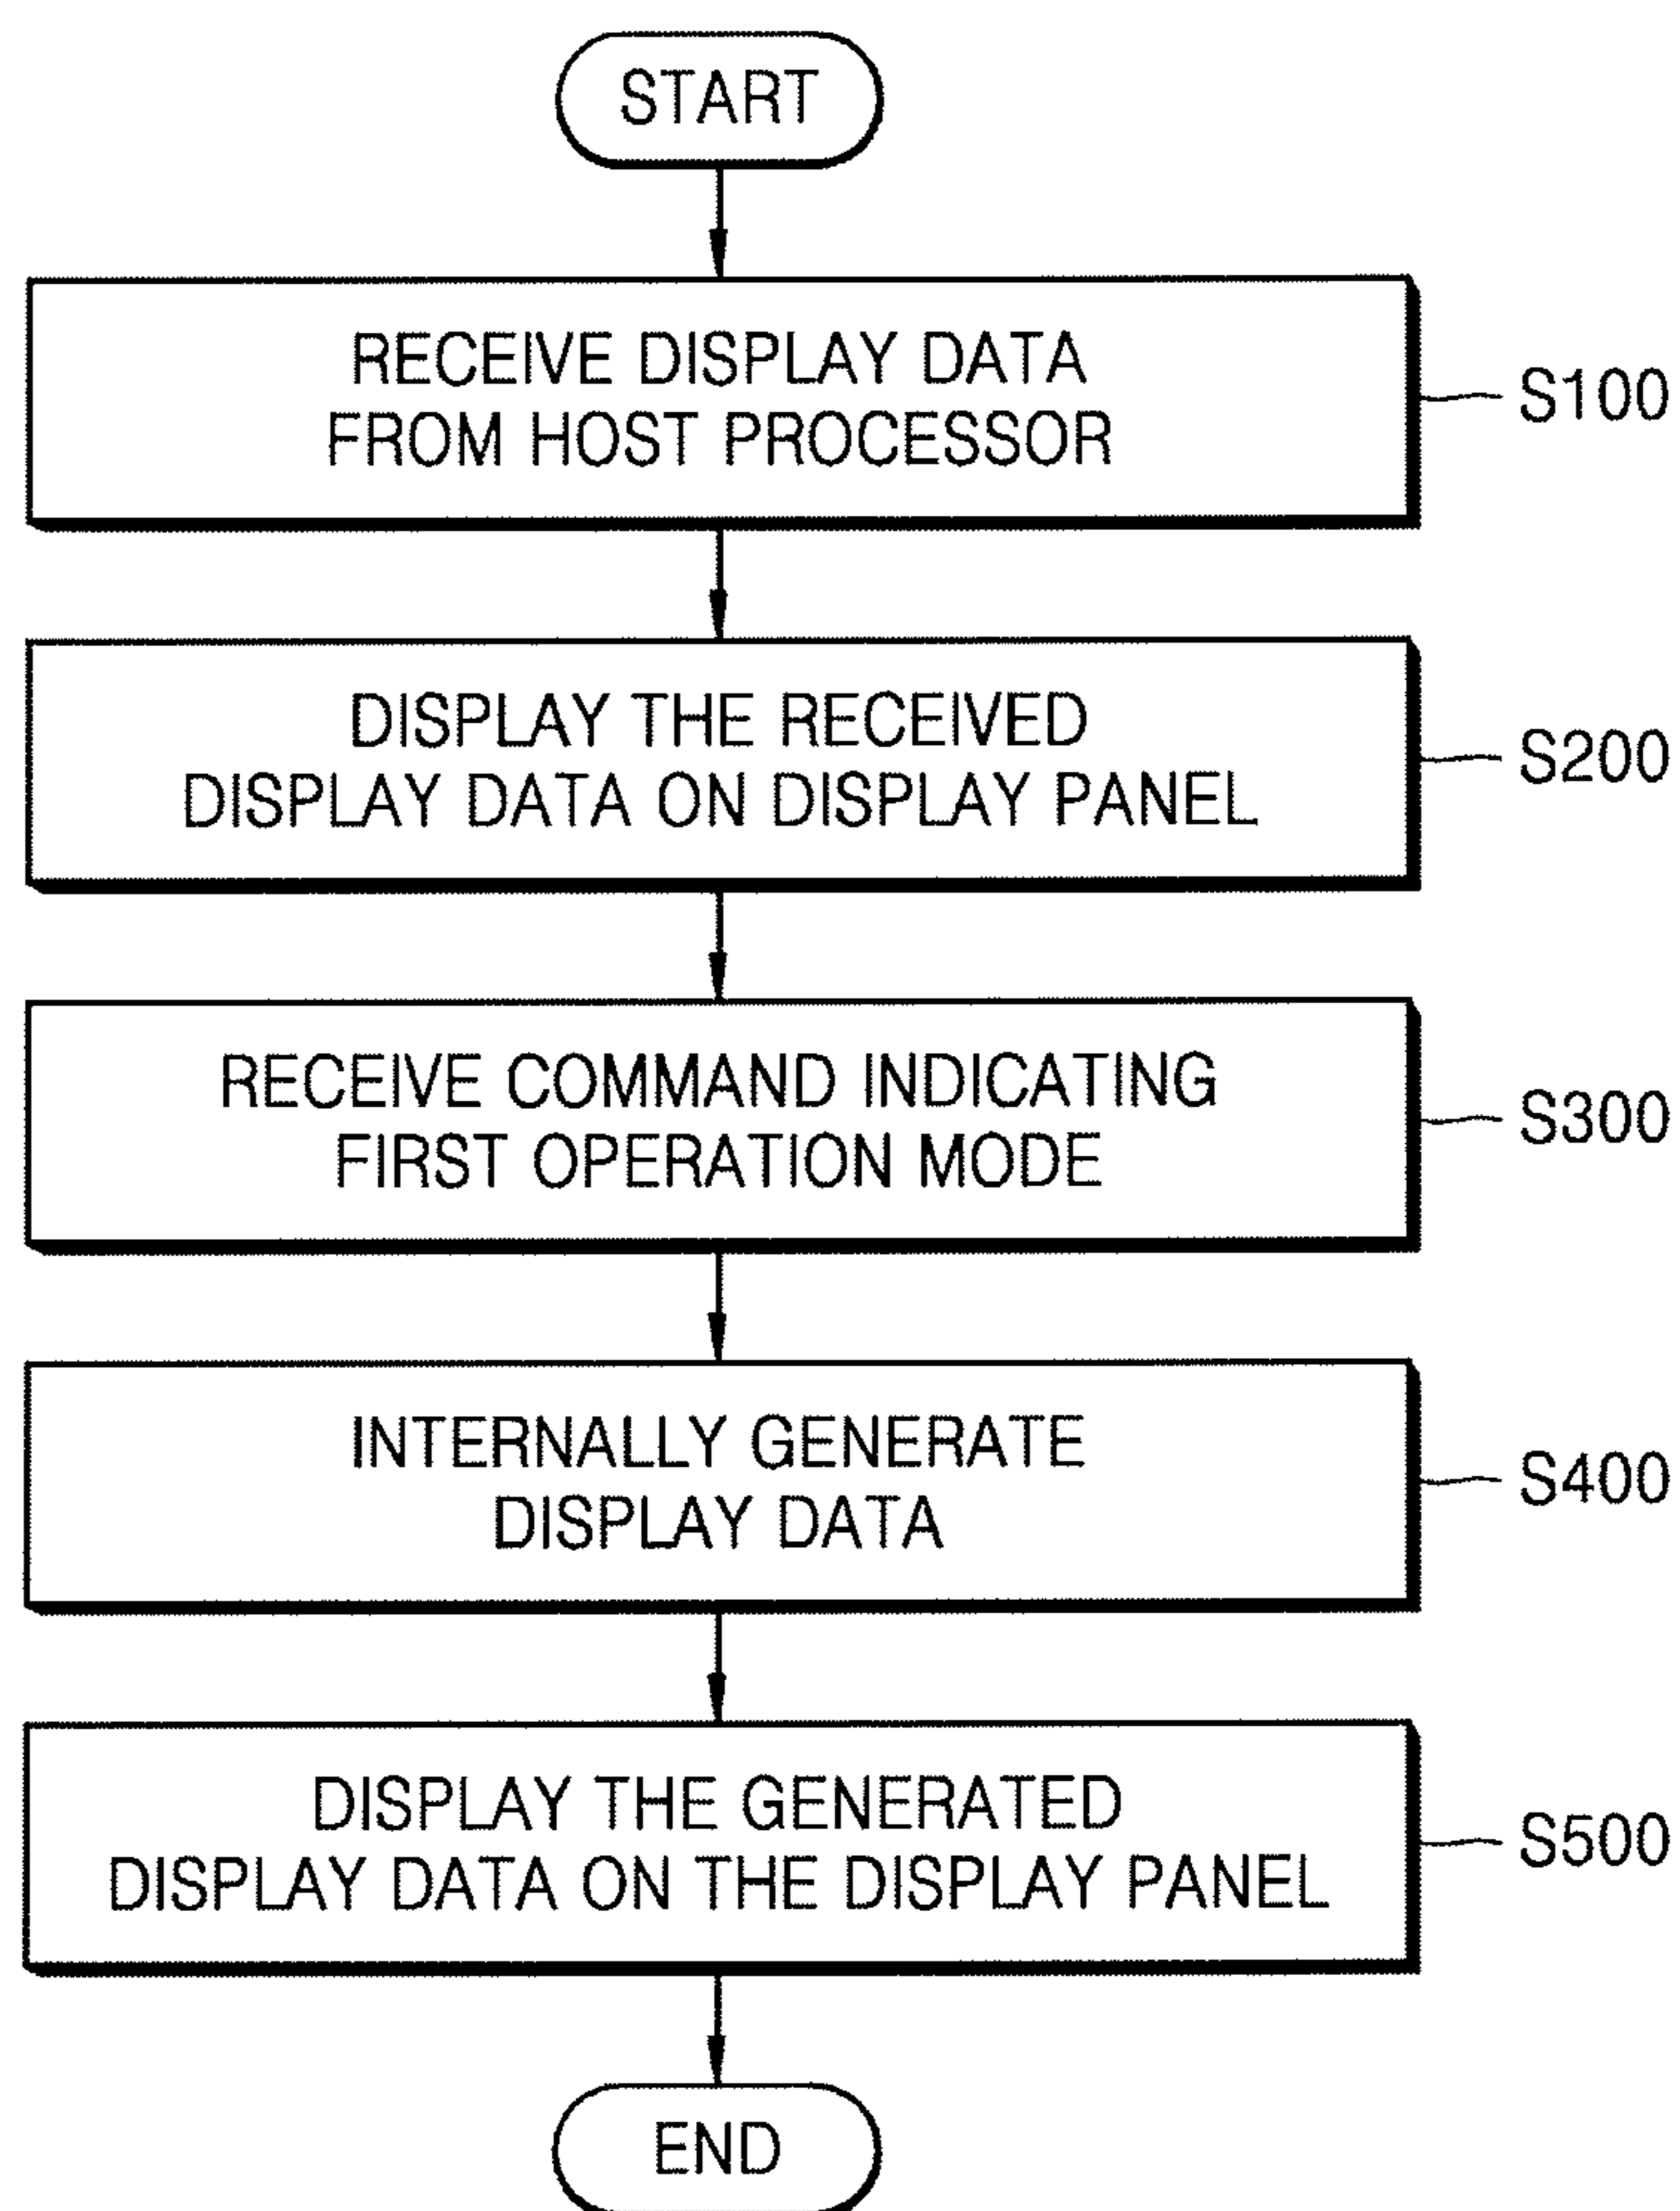 START
RECEIVE DISPLAY DATA
FROM HOST PROCESSOR
S100
DISPLAY THE RECEIVED
DISPLAY DATA ON DISPLAY PANEL
S200
RECEIVE COMMAND INDICATING
FIRST OPERATION MODE
S300
INTERNALLY GENERATE
DISPLAY DATA
S400
DISPLAY THE GENERATED
DISPLAY DATA ON THE DISPLAY PANEL
S500
END